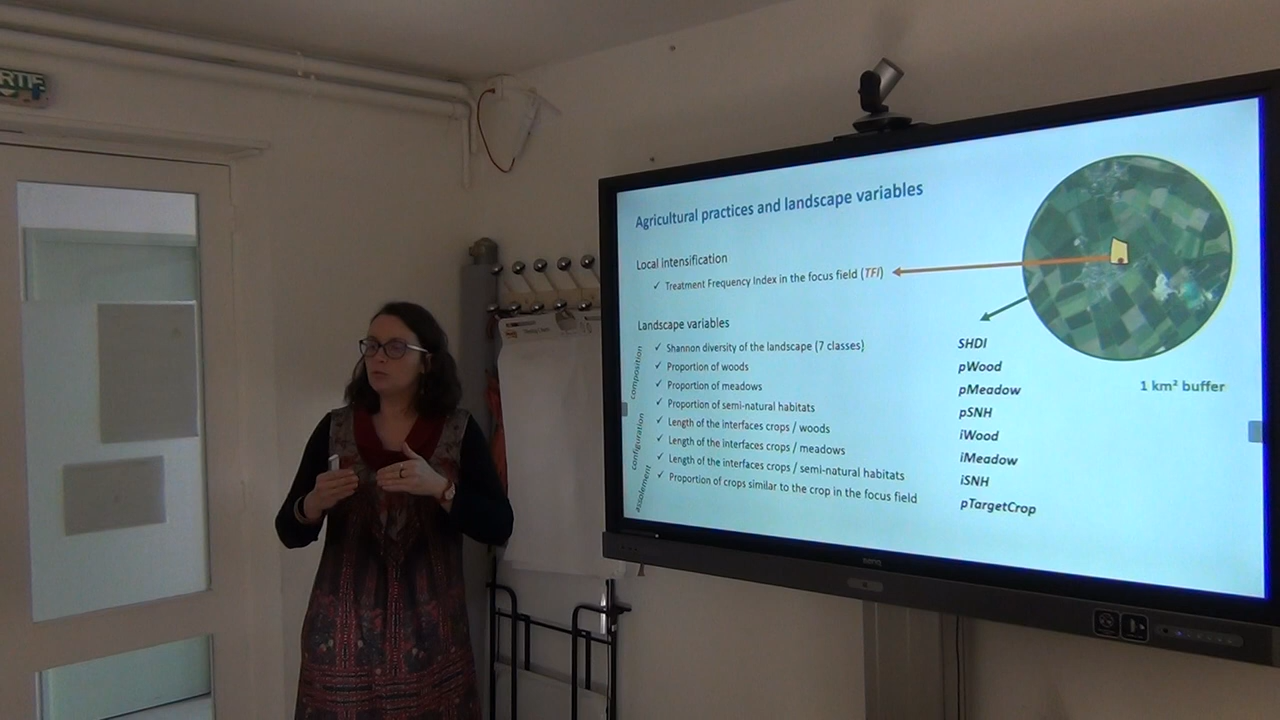 RTIE
Agricultural practices and landscape variables
Local Intensification
✓ Treatment Frequency Index in the focus field (TFI)
Landscape variables
composition
✓ Shannon diversity of the landscape (7 classes) SHDI
✓ Proportion of woods pWood
✓ Proportion of meadows pMeadow
✓ Proportion of semi-natural habitats pSNH
configuration
✓ Length of the interfaces crops / woods iWood
✓ Length of the interfaces crops / meadows iMeadow
✓ Length of the interfaces crops / semi-natural habitats iSNH
assolement
✓ Proportion of crops similar to the crop in the focus field pTargetCrop
1 km² buffer
BenQ